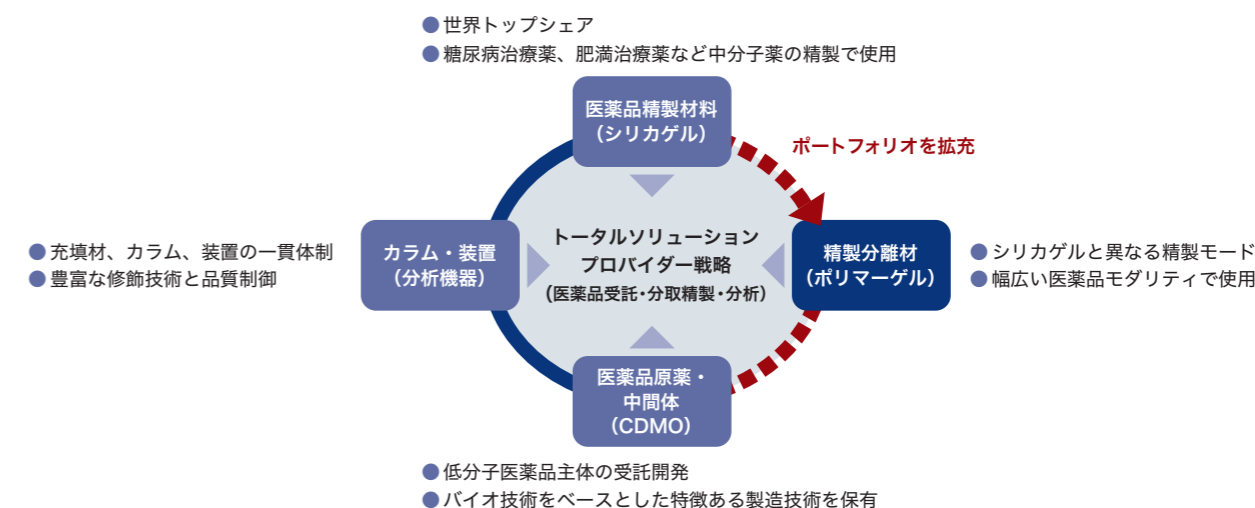 ●世界トップシェア
●糖尿病治療薬、肥満治療薬など中分子薬の精製で使用
医薬品精製材料
（シリカゲル）
ポートフォリオを拡充
●充填材、カラム、装置の一貫体制
●豊富な修飾技術と品質制御
カラム・装置
（分析機器）
トータルソリューション
プロバイダー戦略
（医薬品受託・分取精製・分析）
精製分離材
（ポリマーゲル）
●シリカゲルと異なる精製モード
●幅広い医薬品モダリティで使用
医薬品原薬・
中間体
（CDMO）
●低分子医薬品主体の受託開発
●バイオ技術をベースとした特徴ある製造技術を保有